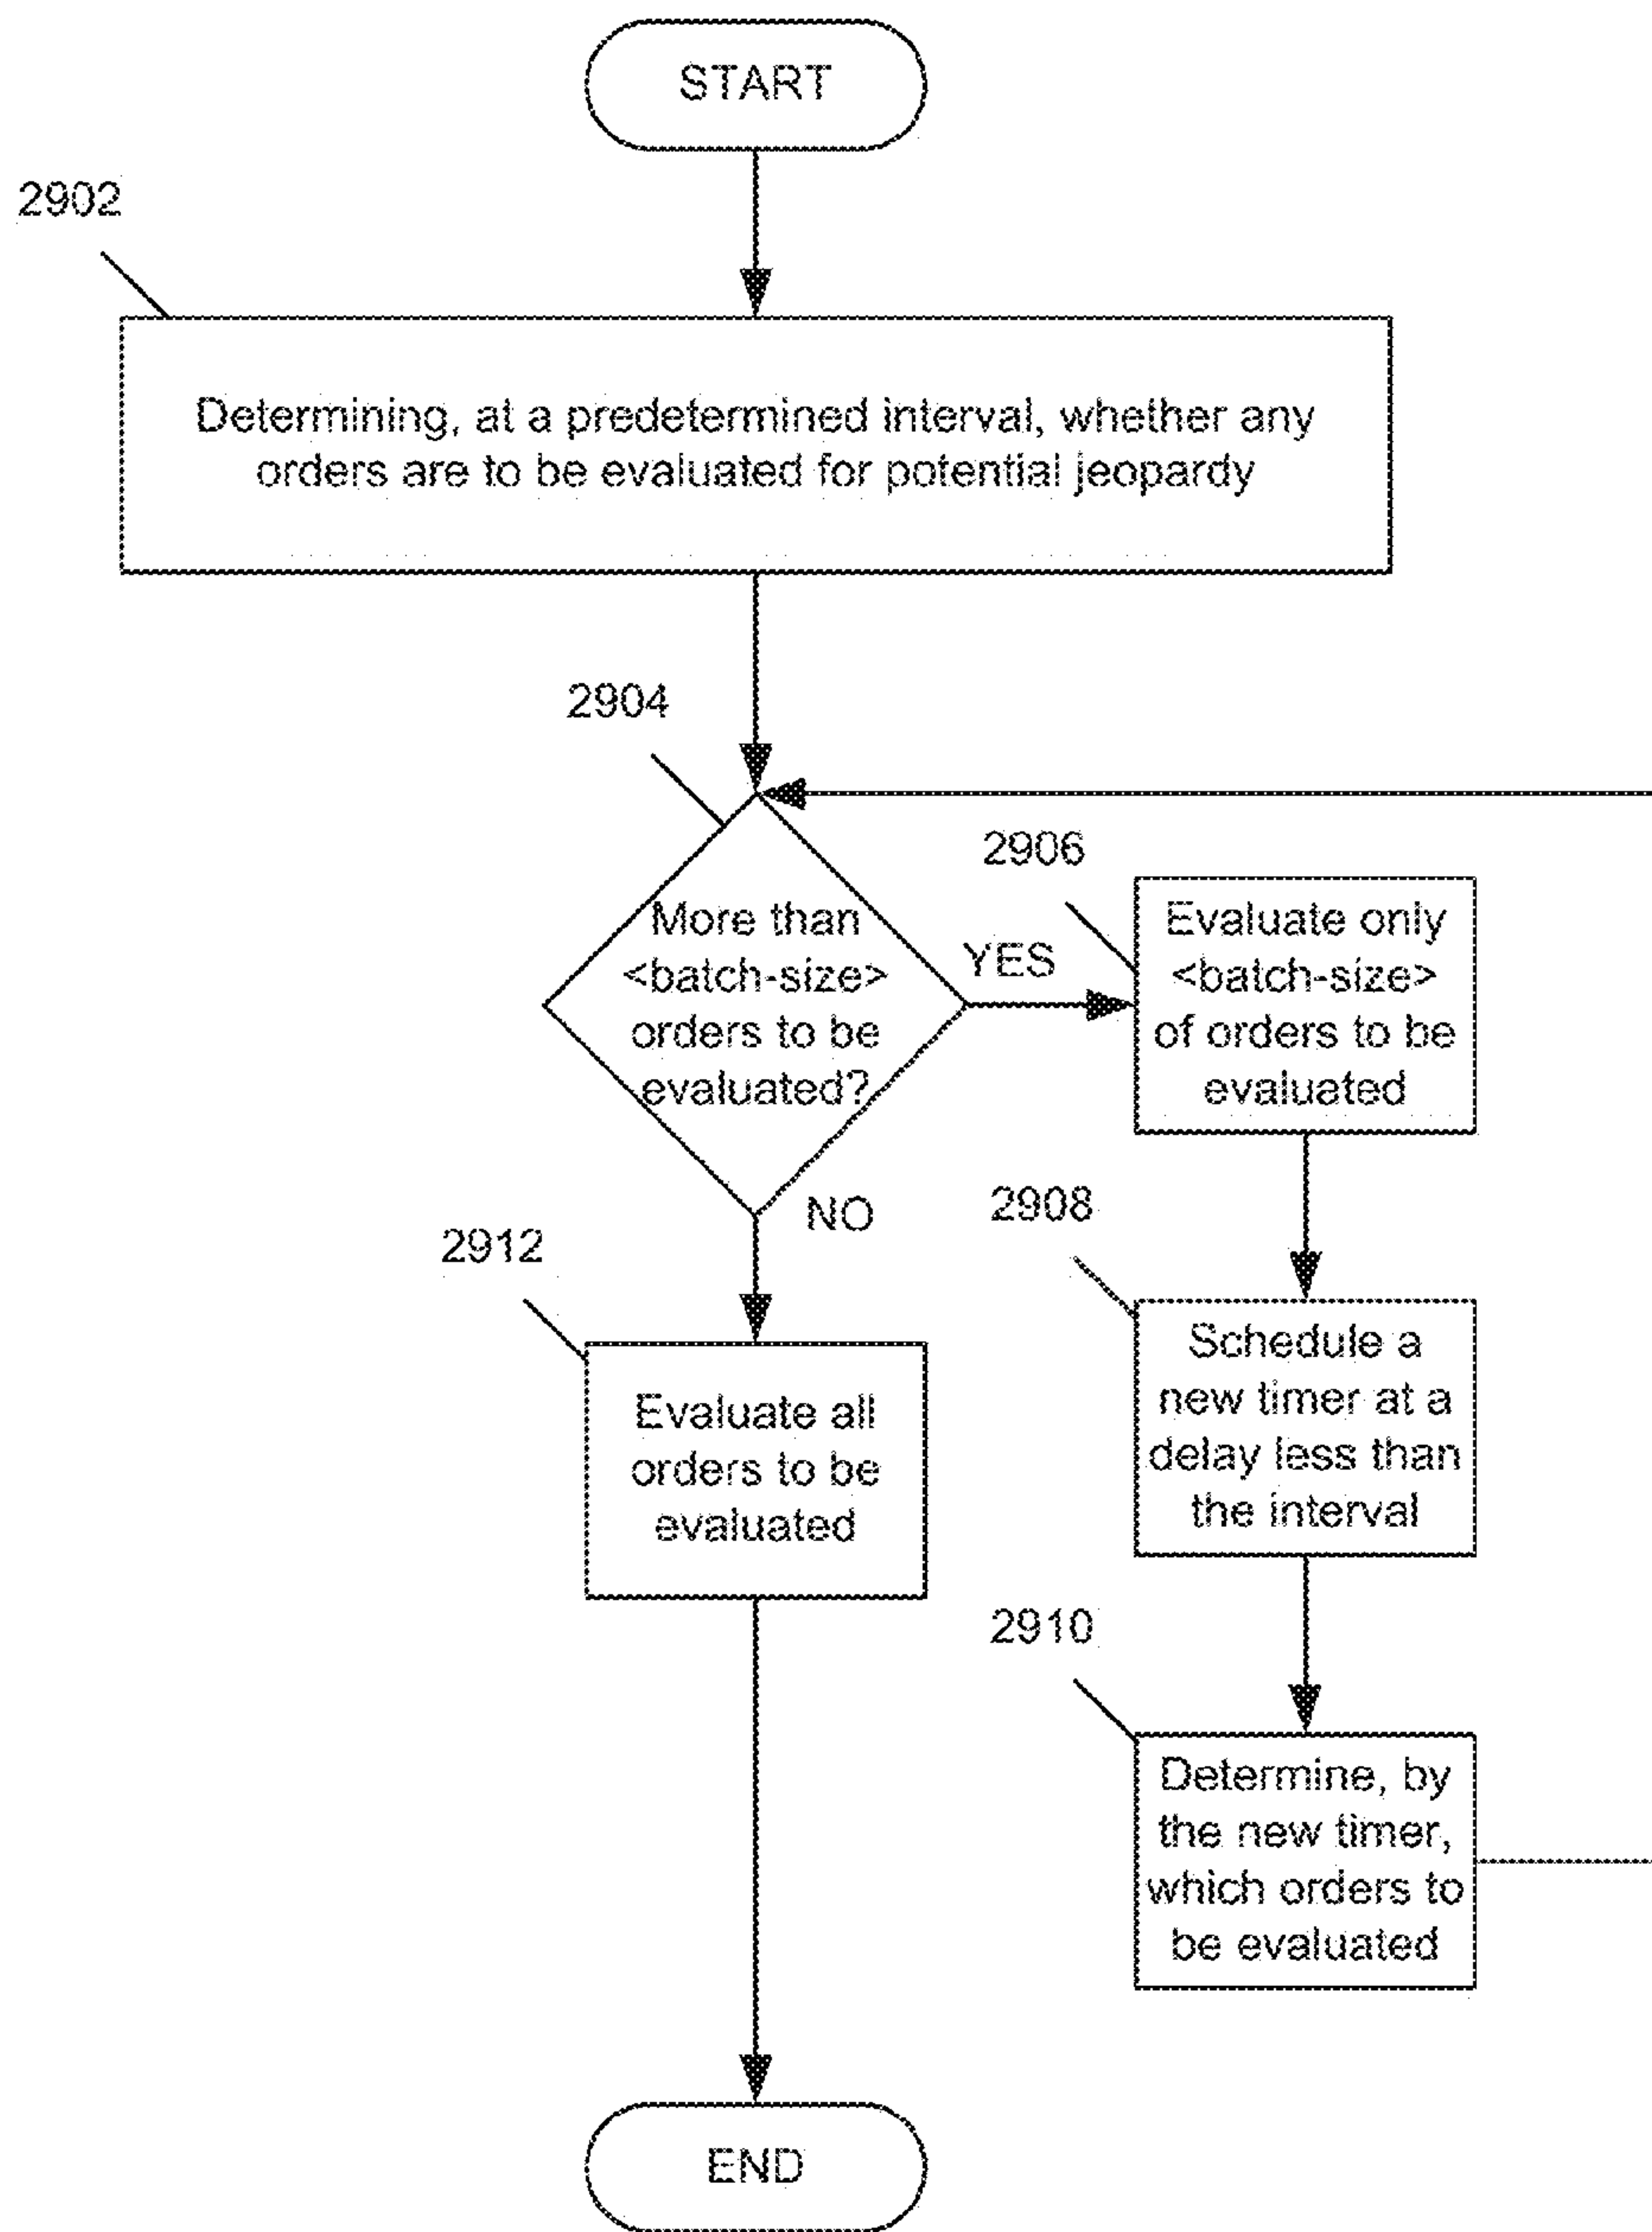 START
2902
Determining, at a predetermined interval, whether any
orders are to be evaluated for potential jeopardy
2904
More than
<batch-size>
orders to be
evaluated?
YES
2906
Evaluate only
<batch-size>
of orders to be
evaluated
NO
2908
Schedule a
new timer at a
delay less than
the interval
2912
Evaluate all
orders to be
evaluated
2910
Determine, by
the new timer,
which orders to
be evaluated
END